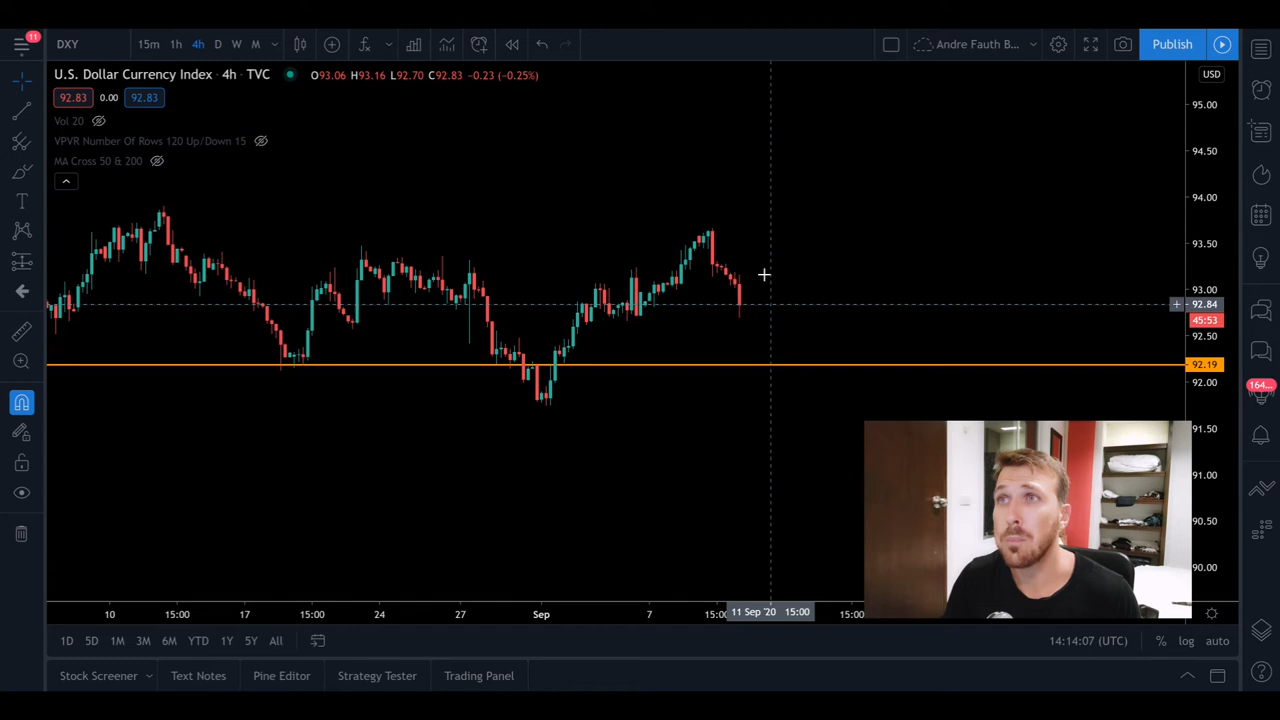 11
DXY
15m 1h 4h D W M
Andre Fauth B...
Publish
U.S. Dollar Currency Index · 4h · TVC
O93.06 H93.16 L92.70 C92.83 −0.23 (−0.25%)
USD
92.83 0.00 92.83
Vol 20
VPVR Number Of Rows 120 Up/Down 15
MA Cross 50 & 200
95.00
94.50
94.00
93.50
93.00
92.84
45:53
92.50
92.19
92.00
164...
91.50
91.00
90.50
90.00
10 15:00 17 15:00 24 27 Sep 7 15:00 11 Sep '20 15:00 15:00
1D 5D 1M 3M 6M YTD 1Y 5Y All
14:14:07 (UTC) % log auto
Stock Screener Text Notes Pine Editor Strategy Tester Trading Panel